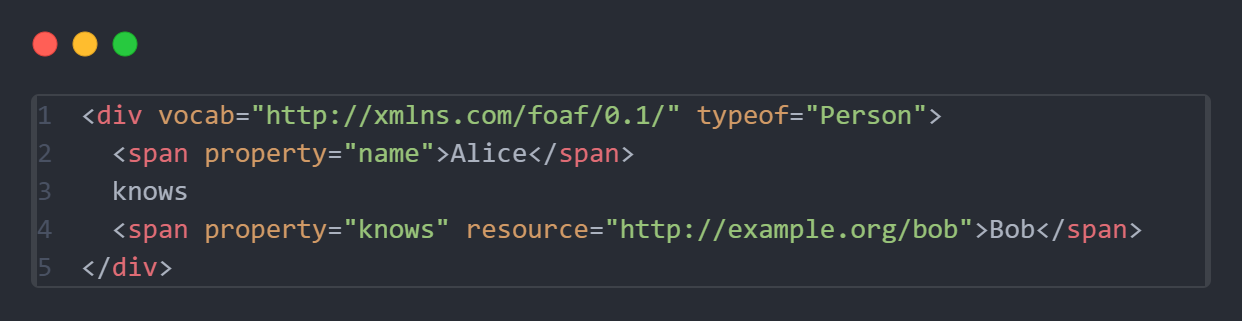 1 <div vocab="http://xmlns.com/foaf/0.1/" typeof="Person">
2   <span property="name">Alice</span>
3   knows
4   <span property="knows" resource="http://example.org/bob">Bob</span>
5 </div>